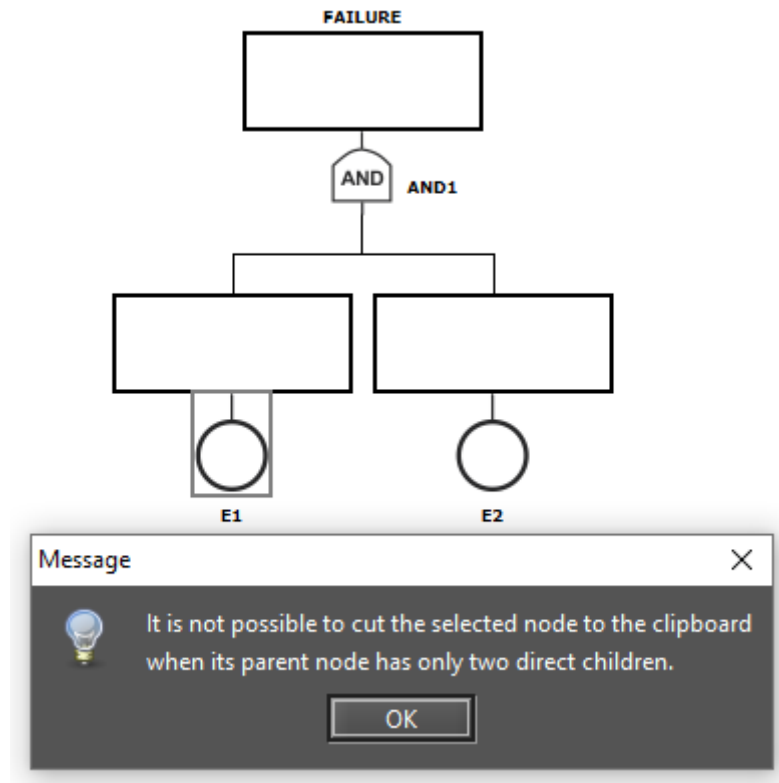 FAILURE
AND
AND1
E1
E2
Message
It is not possible to cut the selected node to the clipboard
when its parent node has only two direct children.
OK